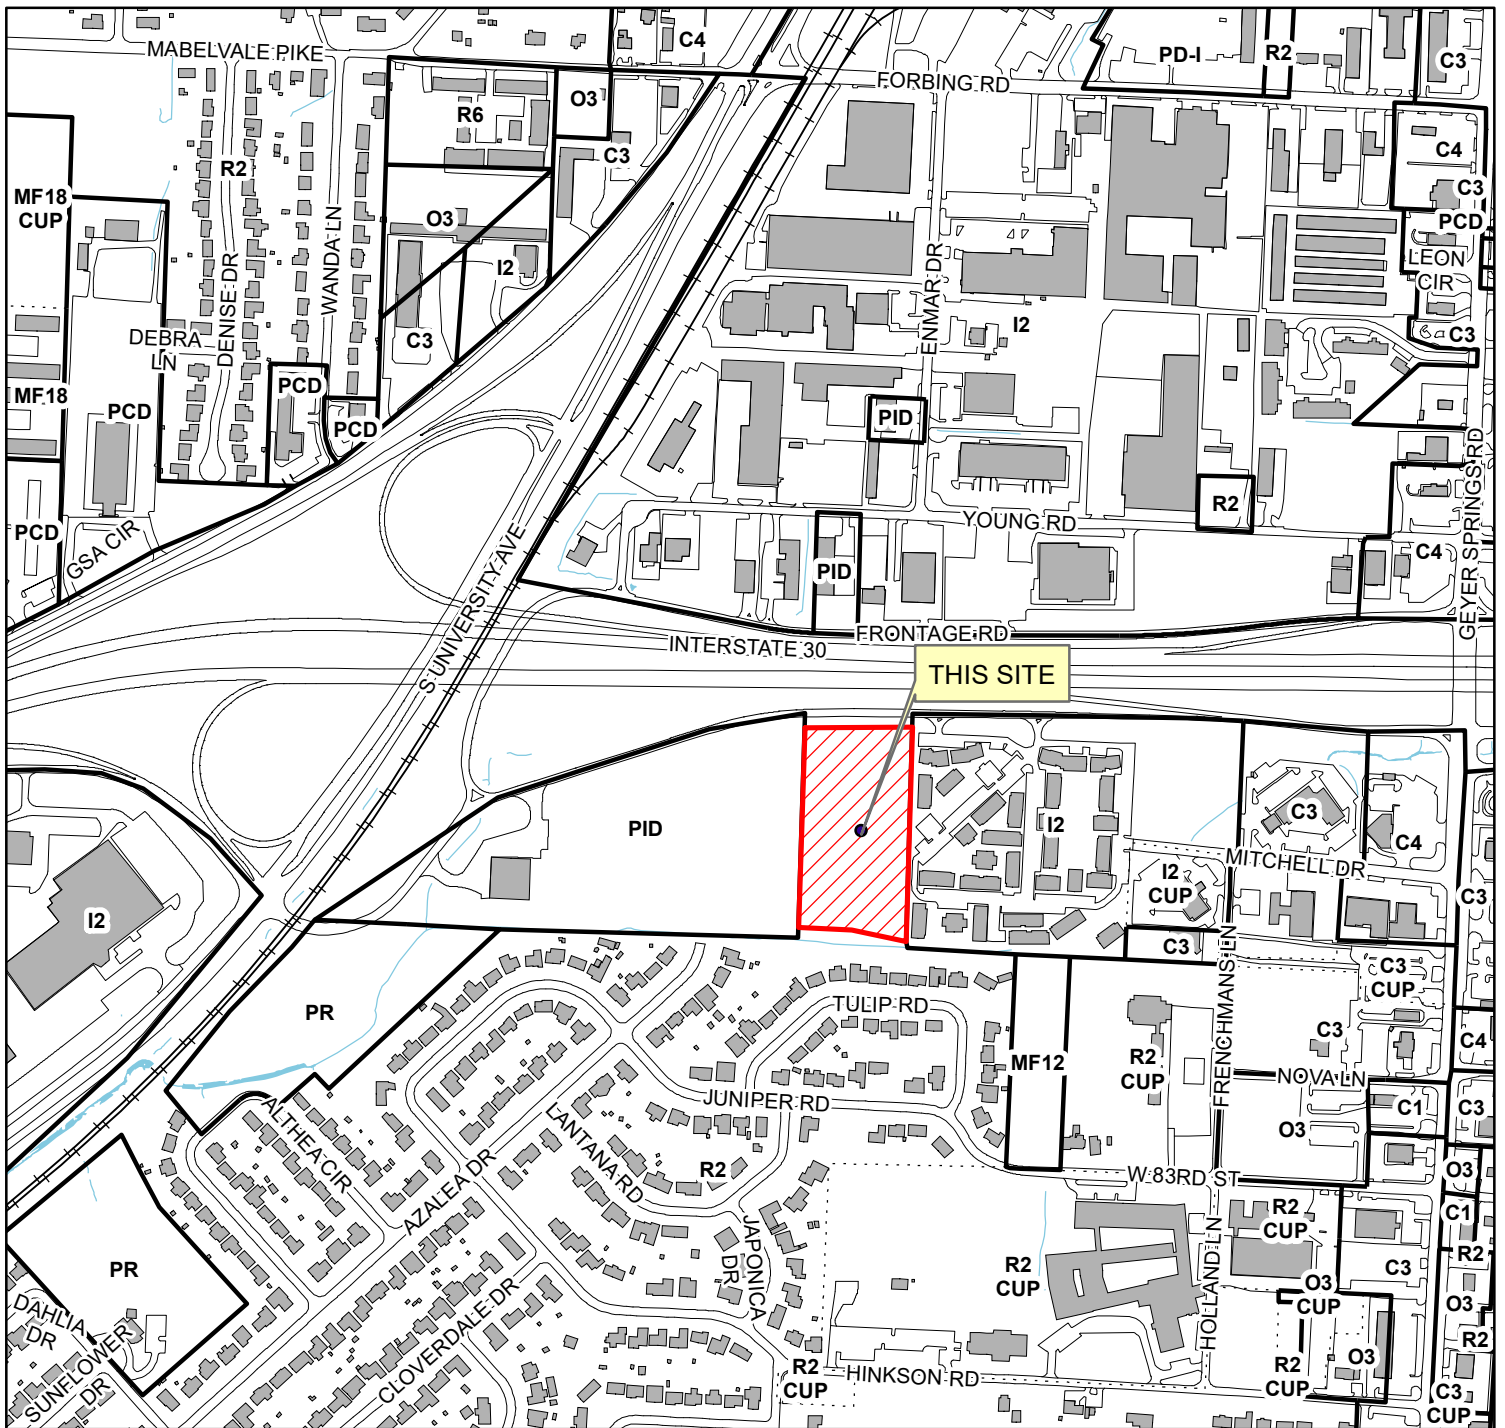 C4
MABELVALE PIKE
PD-I
R2
C3
FORBING RD
O3
R6
C3
C4
R2
MF18
CUP
C3
PCD
O3
WANDA LN
DENISE DR
I2
LEON
CIR
ENMAR DR
I2
DEBRA
LN
C3
C3
PCD
MF18
PCD
PCD
PID
GEYER SPRINGS RD
R2
YOUNG RD
PCD
GSA CIR
C4
PID
S UNIVERSITY AVE
FRONTAGE RD
INTERSTATE 30
THIS SITE
PID
I2
C3
C4
MITCHELL DR
I2
CUP
C3
I2
C3
FRENCHMANS LN
C3
CUP
PR
TULIP RD
C3
C4
MF12
R2
CUP
NOVA LN
JUNIPER RD
C1
C3
ALTHEA CIR
LANTANA RD
O3
AZALEA DR
R2
W 83RD ST
O3
R2
CUP
C1
JAPONICA
DR
HOLLAND LN
R2
PR
R2
CUP
C3
O3
CUP
O3
DAHLIA
DR
CLOVERDALE DR
SUNFLOWER
DR
R2
R2
CUP
HINKSON RD
R2
CUP
O3
C3
CUP